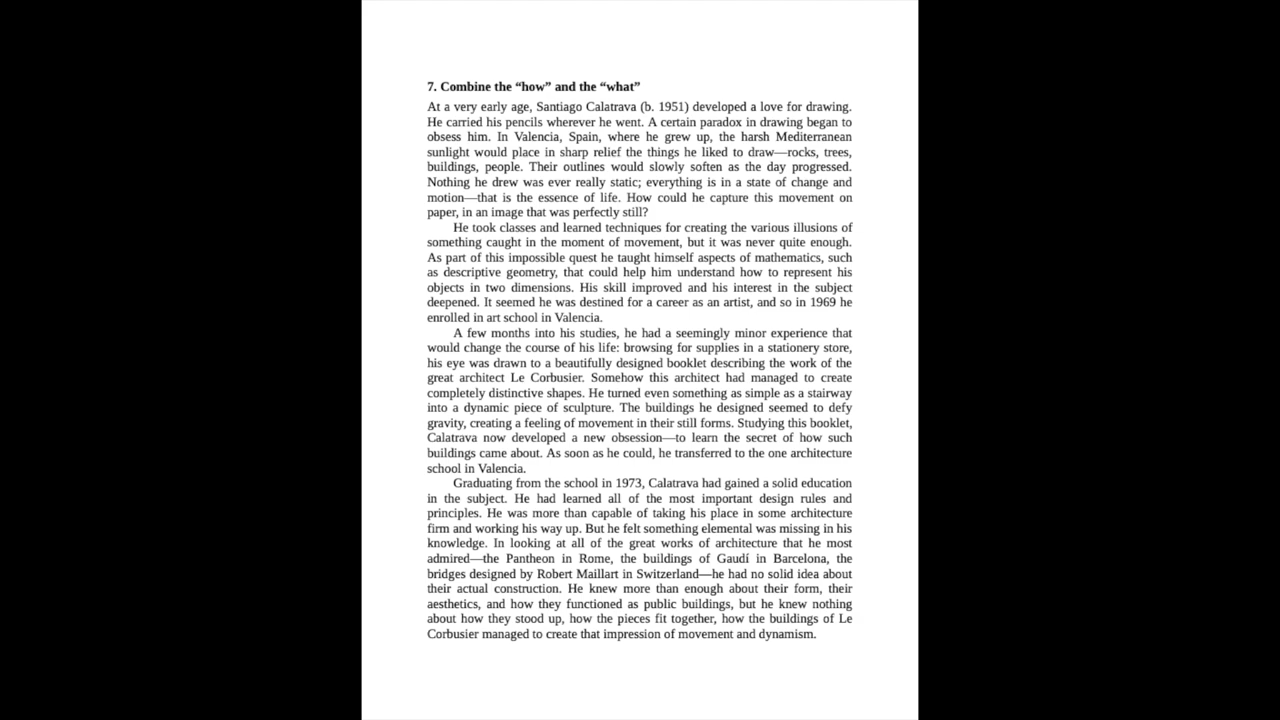 7. Combine the “how” and the “what”
At a very early age, Santiago Calatrava (b. 1951) developed a love for drawing.
He carried his pencils wherever he went. A certain paradox in drawing began to
obsess him. In Valencia, Spain, where he grew up, the harsh Mediterranean
sunlight would place in sharp relief the things he liked to draw—rocks, trees,
buildings, people. Their outlines would slowly soften as the day progressed.
Nothing he drew was ever really static; everything is in a state of change and
motion—that is the essence of life. How could he capture this movement on
paper, in an image that was perfectly still?
He took classes and learned techniques for creating the various illusions of
something caught in the moment of movement, but it was never quite enough.
As part of this impossible quest he taught himself aspects of mathematics, such
as descriptive geometry, that could help him understand how to represent his
objects in two dimensions. His skill improved and his interest in the subject
deepened. It seemed he was destined for a career as an artist, and so in 1969 he
enrolled in art school in Valencia.
A few months into his studies, he had a seemingly minor experience that
would change the course of his life: browsing for supplies in a stationery store,
his eye was drawn to a beautifully designed booklet describing the work of the
great architect Le Corbusier. Somehow this architect had managed to create
completely distinctive shapes. He turned even something as simple as a stairway
into a dynamic piece of sculpture. The buildings he designed seemed to defy
gravity, creating a feeling of movement in their still forms. Studying this booklet,
Calatrava now developed a new obsession—to learn the secret of how such
buildings came about. As soon as he could, he transferred to the one architecture
school in Valencia.
Graduating from the school in 1973, Calatrava had gained a solid education
in the subject. He had learned all of the most important design rules and
principles. He was more than capable of taking his place in some architecture
firm and working his way up. But he felt something elemental was missing in his
knowledge. In looking at all of the great works of architecture that he most
admired—the Pantheon in Rome, the buildings of Gaudí in Barcelona, the
bridges designed by Robert Maillart in Switzerland—he had no solid idea about
their actual construction. He knew more than enough about their form, their
aesthetics, and how they functioned as public buildings, but he knew nothing
about how they stood up, how the pieces fit together, how the buildings of Le
Corbusier managed to create that impression of movement and dynamism.